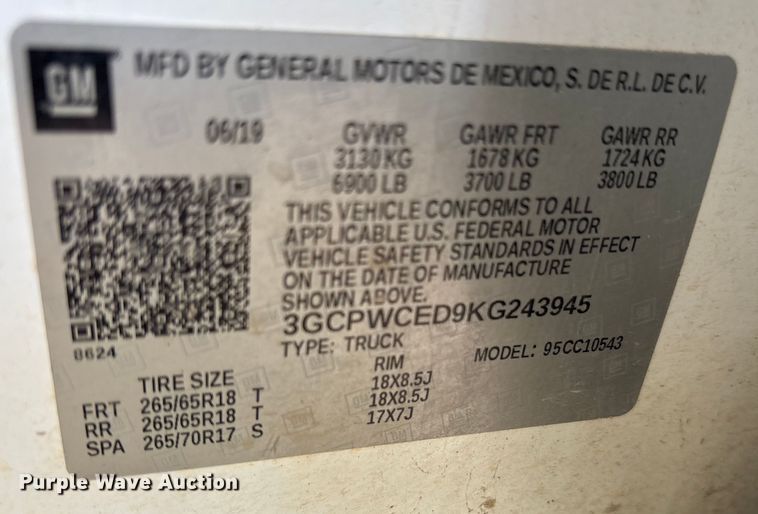 GM MFD BY GENERAL MOTORS DE MEXICO, S. DE R.L. DE C.V.
06/19 GVWR GAWR FRT GAWR RR
3130 KG 1678 KG 1724 KG
6900 LB 3700 LB 3800 LB
THIS VEHICLE CONFORMS TO ALL
APPLICABLE U.S. FEDERAL MOTOR
VEHICLE SAFETY STANDARDS IN EFFECT
ON THE DATE OF MANUFACTURE
SHOWN ABOVE.
3GCPWCED9KG243945
8624 TYPE: TRUCK MODEL: 95CC10543
TIRE SIZE RIM
FRT 265/65R18 T 18X8.5J
RR 265/65R18 T 18X8.5J
SPA 265/70R17 S 17X7J
Purple Wave Auction